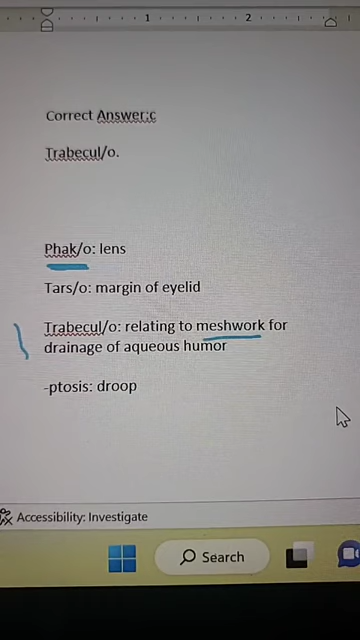 1 2
Correct Answer:c
Trabecul/o.
Phak/o: lens
Tars/o: margin of eyelid
Trabecul/o: relating to meshwork for
drainage of aqueous humor
-ptosis: droop
Accessibility: Investigate
Search